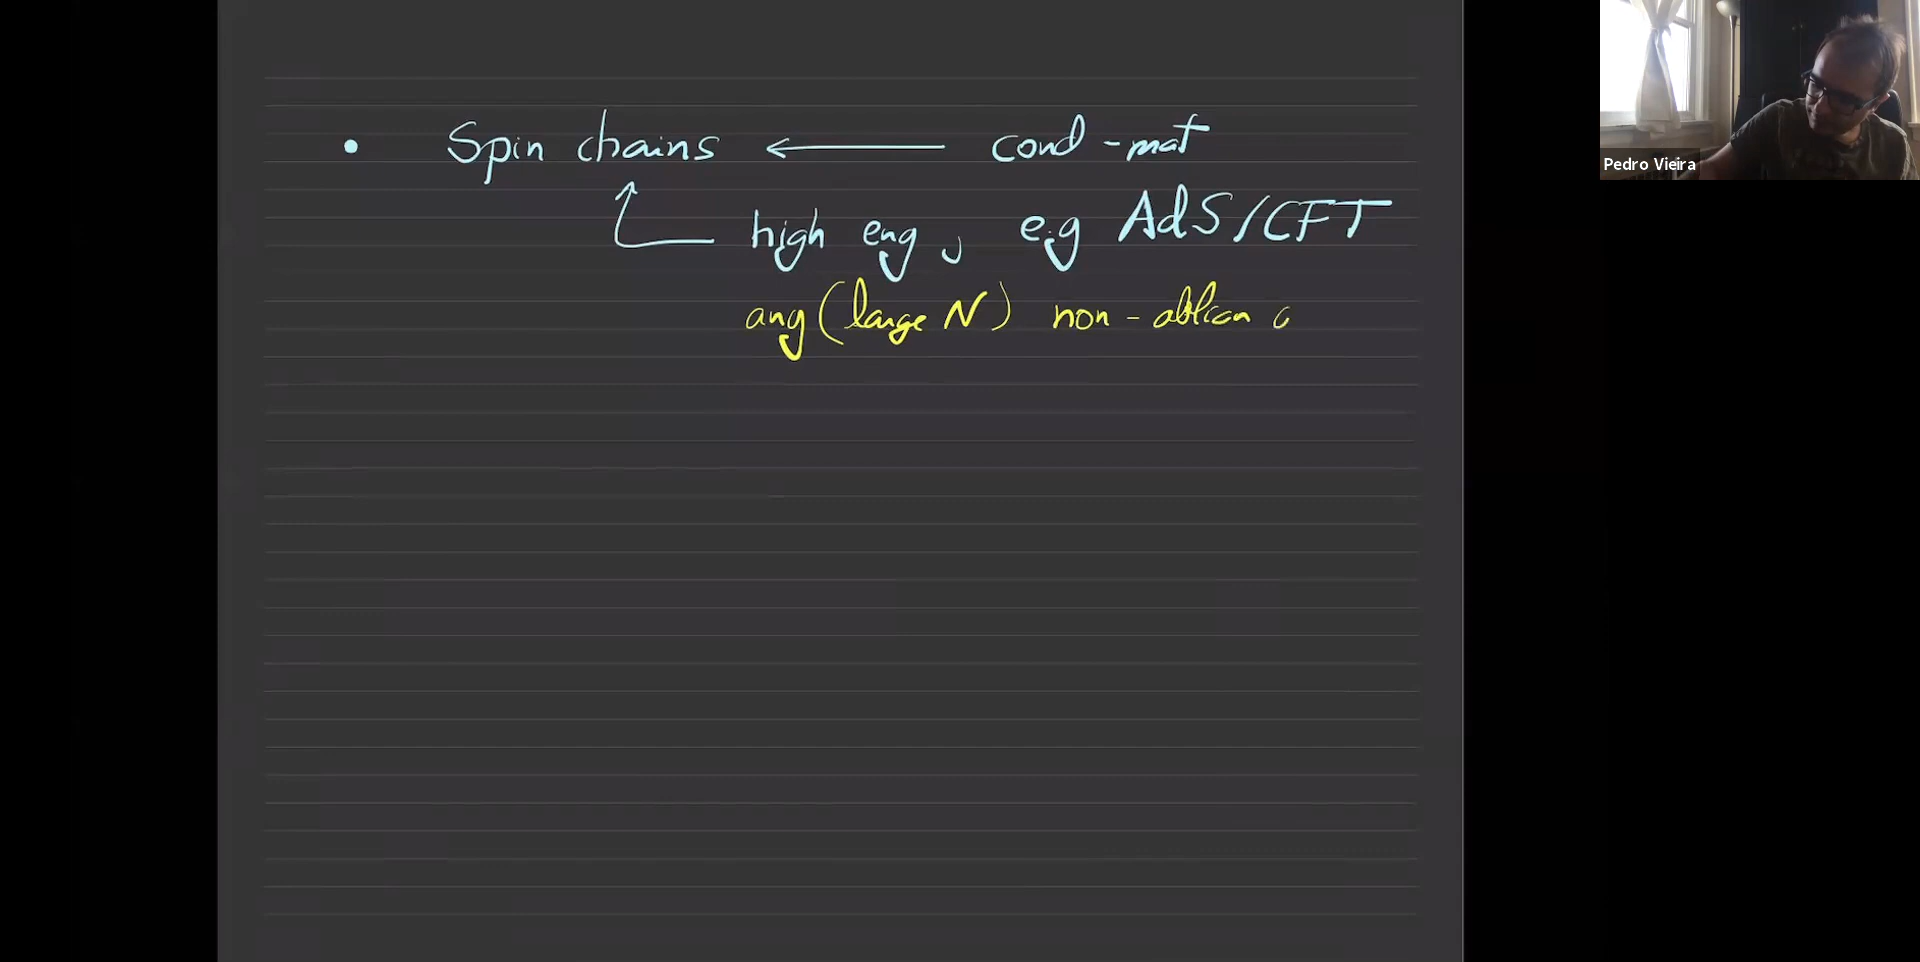 • Spin chains ← cond-mat
high eng, e.g AdS/CFT
any (large N) non-ablian
Pedro Vieira